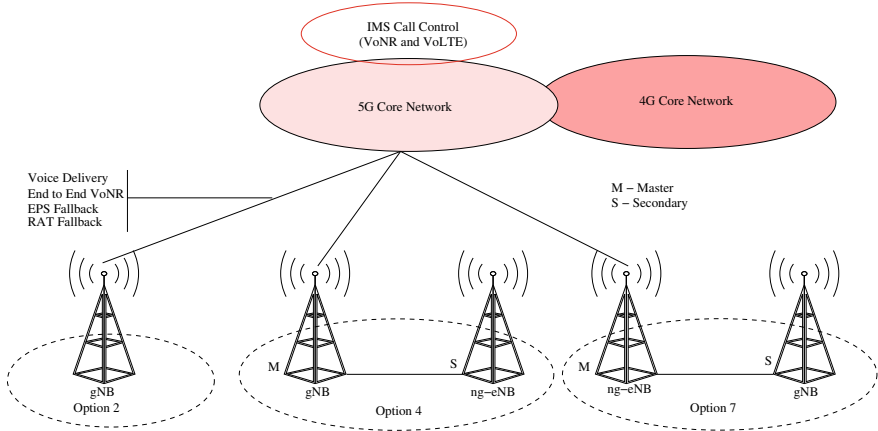 IMS Call Control
(VoNR and VoLTE)
5G Core Network
4G Core Network
Voice Delivery
End to End VoNR
EPS Fallback
RAT Fallback
M − Master
S − Secondary
gNB
Option 2
M
S
gNB
ng−eNB
Option 4
M
S
ng−eNB
gNB
Option 7